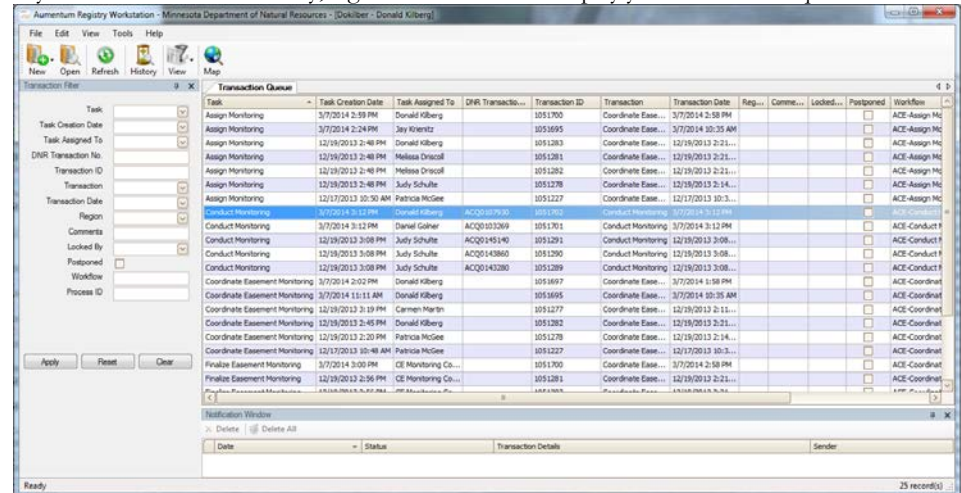 Aumentum Registry Workstation - Minnesota Department of Natural Resources - [Dokilber - Donald Kilberg]
File Edit View Tools Help
New Open Refresh History View Map
Transaction Filter
Transaction Queue
Task Task Creation Date Task Assigned To DNR Transactio... Transaction ID Transaction Transaction Date Reg... Comme... Locked... Postponed Workflow
Assign Monitoring 3/7/2014 2:59 PM Donald Kilberg 1051700 Coordinate Ease... 3/7/2014 2:58 PM ACE-Assign Mo
Assign Monitoring 3/7/2014 2:24 PM Jay Krienitz 1051695 Coordinate Ease... 3/7/2014 10:35 AM ACE-Assign Mo
Assign Monitoring 12/19/2013 2:48 PM Donald Kilberg 1051283 Coordinate Ease... 12/19/2013 2:21... ACE-Assign Mo
Assign Monitoring 12/19/2013 2:48 PM Melissa Driscoll 1051281 Coordinate Ease... 12/19/2013 2:21... ACE-Assign Mo
Assign Monitoring 12/19/2013 2:48 PM Melissa Driscoll 1051282 Coordinate Ease... 12/19/2013 2:21... ACE-Assign Mo
Assign Monitoring 12/19/2013 2:48 PM Judy Schulte 1051278 Coordinate Ease... 12/19/2013 2:14... ACE-Assign Mo
Assign Monitoring 12/17/2013 10:50 AM Patricia McGee 1051227 Coordinate Ease... 12/17/2013 10:3... ACE-Assign Mo
Conduct Monitoring 3/7/2014 3:12 PM Donald Kilberg ACQ0107930 1051702 Conduct Monitoring 3/7/2014 3:12 PM
Conduct Monitoring 3/7/2014 3:12 PM Daniel Golner ACQ0103269 1051701 Conduct Monitoring 3/7/2014 3:12 PM ACE-Conduct M
Conduct Monitoring 12/19/2013 3:08 PM Judy Schulte ACQ0145140 1051291 Conduct Monitoring 12/19/2013 3:08... ACE-Conduct M
Conduct Monitoring 12/19/2013 3:08 PM Judy Schulte ACQ0143860 1051290 Conduct Monitoring 12/19/2013 3:08... ACE-Conduct M
Conduct Monitoring 12/19/2013 3:08 PM Judy Schulte ACQ0143280 1051289 Conduct Monitoring 12/19/2013 3:08... ACE-Conduct M
Coordinate Easement Monitoring 3/7/2014 2:02 PM Donald Kilberg 1051697 Coordinate Ease... 3/7/2014 1:58 PM ACE-Coordinat
Coordinate Easement Monitoring 3/7/2014 11:11 AM Donald Kilberg 1051695 Coordinate Ease... 3/7/2014 10:35 AM ACE-Coordinat
Coordinate Easement Monitoring 12/19/2013 3:19 PM Carmen Martin 1051277 Coordinate Ease... 12/19/2013 2:11... ACE-Coordinat
Coordinate Easement Monitoring 12/19/2013 2:45 PM Donald Kilberg 1051282 Coordinate Ease... 12/19/2013 2:21... ACE-Coordinat
Coordinate Easement Monitoring 12/19/2013 2:20 PM Patricia McGee 1051278 Coordinate Ease... 12/19/2013 2:14... ACE-Coordinat
Coordinate Easement Monitoring 12/17/2013 10:48 AM Patricia McGee 1051227 Coordinate Ease... 12/17/2013 10:3... ACE-Coordinat
Finalize Easement Monitoring 3/7/2014 3:00 PM CE Monitoring Co... 1051700 Coordinate Ease... 3/7/2014 2:58 PM ACE-Coordinat
Finalize Easement Monitoring 12/19/2013 2:56 PM CE Monitoring Co... 1051281 Coordinate Ease... 12/19/2013 2:21... ACE-Coordinat
Task
Task Creation Date
Task Assigned To
DNR Transaction No.
Transaction ID
Transaction
Transaction Date
Region
Comments
Locked By
Postponed
Workflow
Process ID
Apply Reset Clear
Notification Window
Delete Delete All
Date Status Transaction Details Sender
Ready 25 record(s)